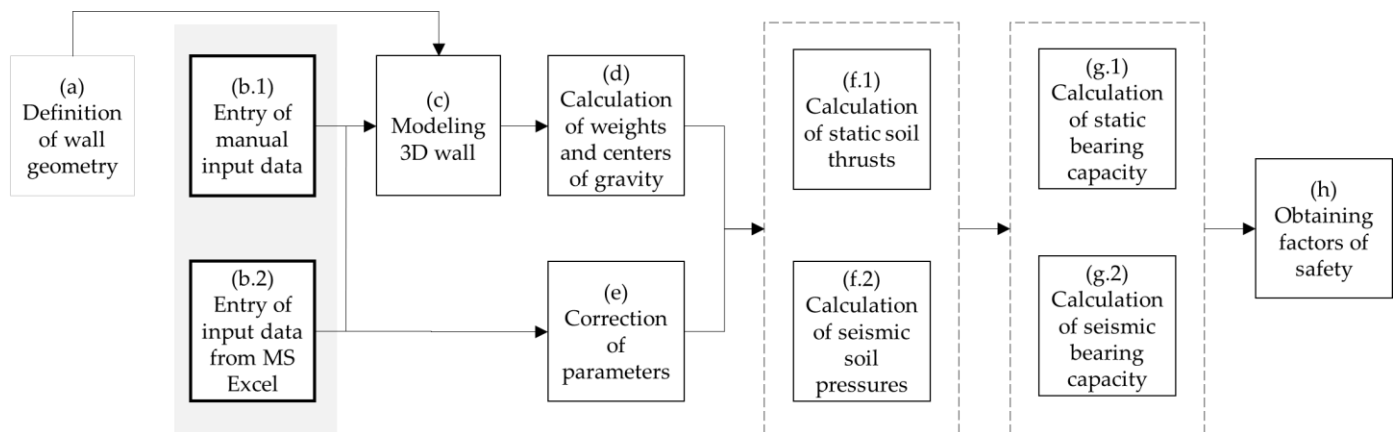 (a)
Definition
of wall
geometry
(b.1)
Entry of
manual
input data
(b.2)
Entry of
input data
from MS
Excel
(c)
Modeling
3D wall
(d)
Calculation
of weights
and centers
of gravity
(e)
Correction
of
parameters
(f.1)
Calculation
of static soil
thrusts
(f.2)
Calculation
of seismic
soil
pressures
(g.1)
Calculation
of static
bearing
capacity
(g.2)
Calculation
of seismic
bearing
capacity
(h)
Obtaining
factors of
safety